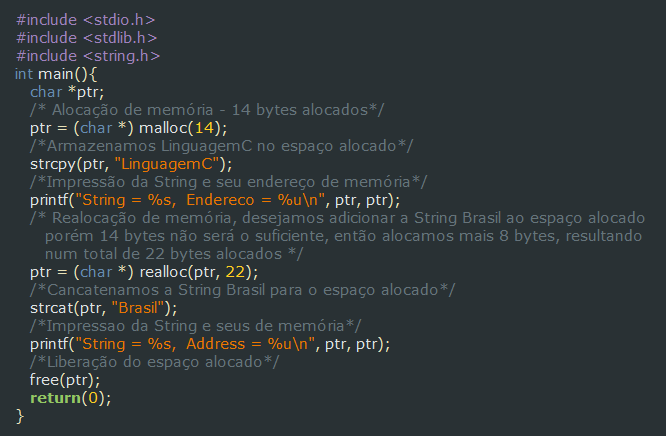 #include <stdio.h>
#include <stdlib.h>
#include <string.h>
int main(){
char *ptr;
/* Alocação de memória - 14 bytes alocados*/
ptr = (char *) malloc(14);
/*Armazenamos LinguagemC no espaço alocado*/
strcpy(ptr, "LinguagemC");
/*Impressão da String e seu endereço de memória*/
printf("String = %s,  Endereco = %u\n", ptr, ptr);
/* Realocação de memória, desejamos adicionar a String Brasil ao espaço alocado
porém 14 bytes não será o suficiente, então alocamos mais 8 bytes, resultando
num total de 22 bytes alocados */
ptr = (char *) realloc(ptr, 22);
/*Cancatenamos a String Brasil para o espaço alocado*/
strcat(ptr, "Brasil");
/*Impressao da String e seus de memória*/
printf("String = %s,  Address = %u\n", ptr, ptr);
/*Liberação do espaço alocado*/
free(ptr);
return(0);
}